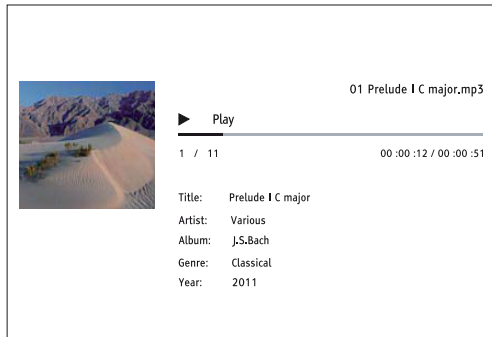 01 Prelude I C major.mp3
Play
1 / 11 00 :00 :12 / 00 :00 :51
Title: Prelude I C major
Artist: Various
Album: J.S.Bach
Genre: Classical
Year: 2011